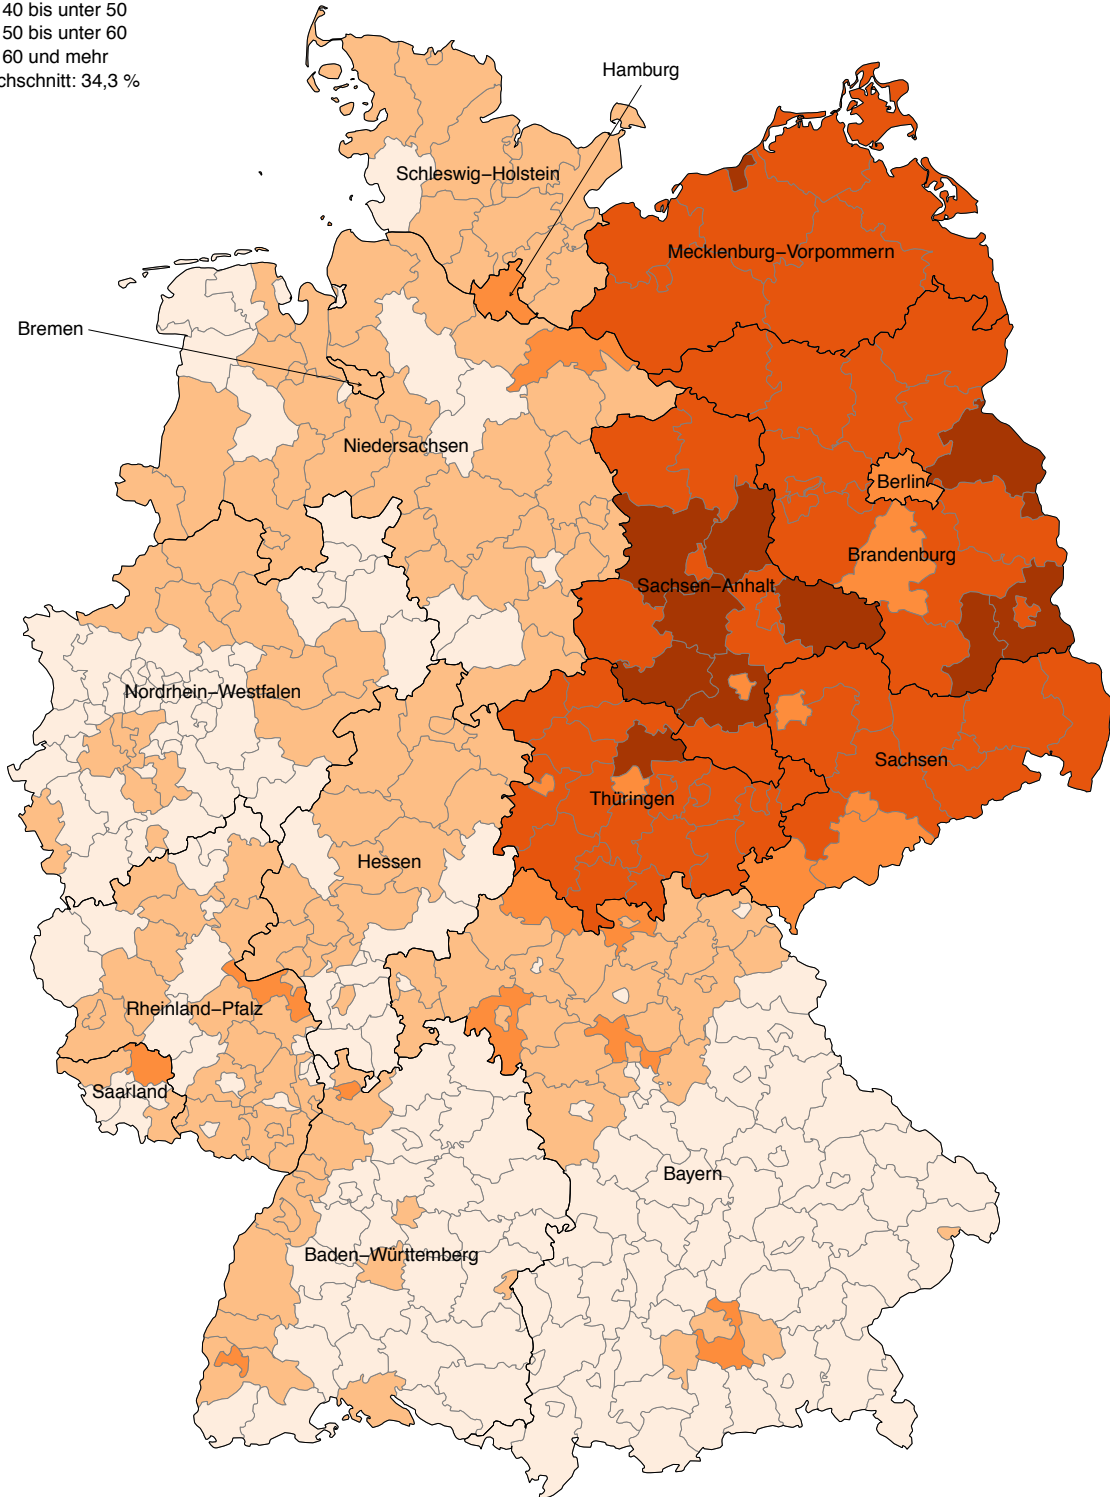 40 bis unter 50
50 bis unter 60
60 und mehr
chschnitt: 34,3 %
Hamburg
Schleswig−Holstein
Mecklenburg−Vorpommern
Bremen
Niedersachsen
Berlin
Brandenburg
Sachsen−Anhalt
Nordrhein−Westfalen
Sachsen
Thüringen
Hessen
Rheinland−Pfalz
Saarland
Bayern
Baden−Württemberg